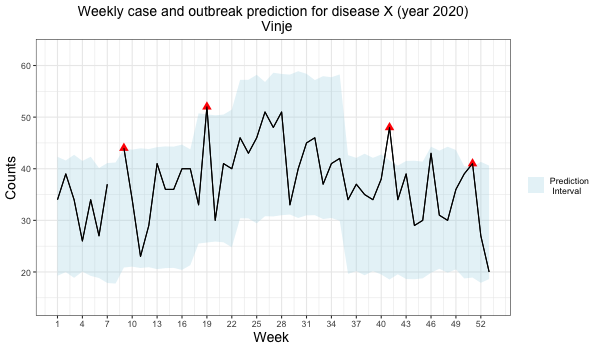 Weekly case and outbreak prediction for disease X (year 2020)
Vinje
Counts
60
50
40
30
20
1 4 7 10 13 16 19 22 25 28 31 34 37 40 43 46 49 52
Week
Prediction
Interval